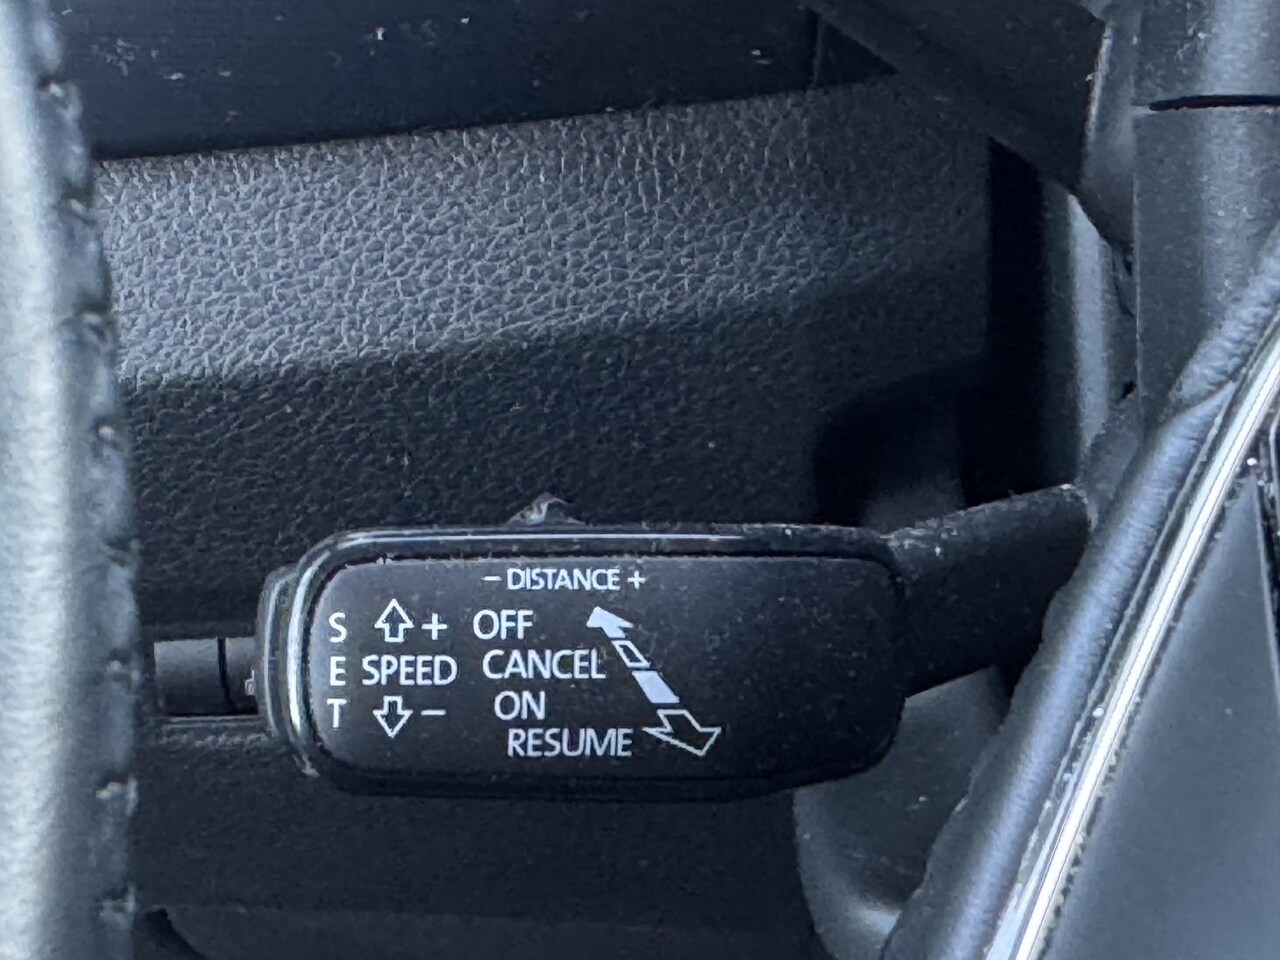 - DISTANCE +
S + OFF
E SPEED CANCEL
T - ON
RESUME